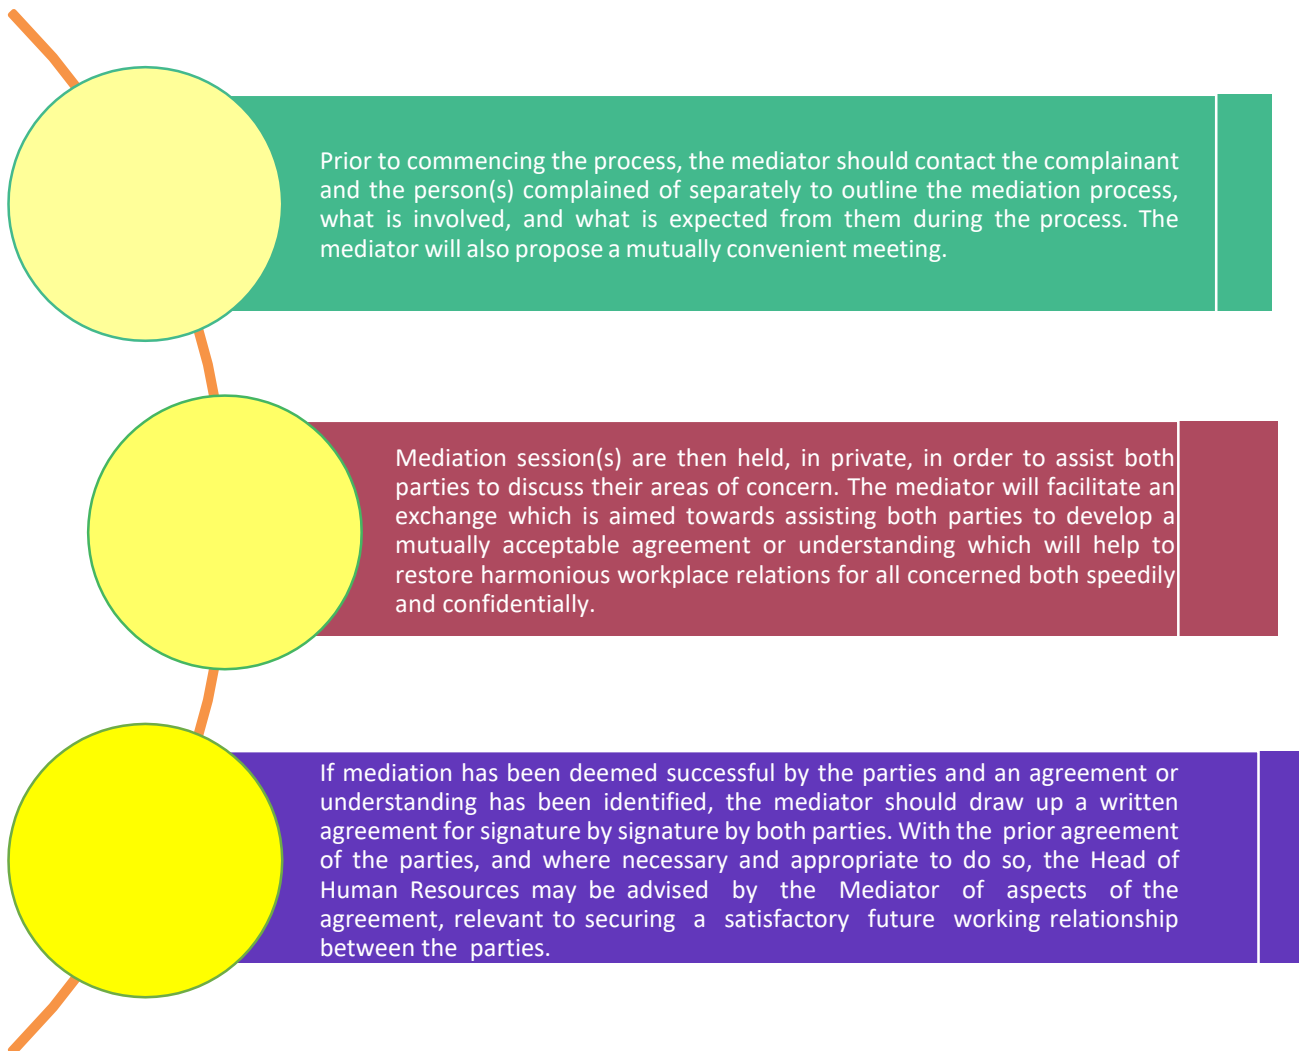 Prior to commencing the process, the mediator should contact the complainant
and the person(s) complained of separately to outline the mediation process,
what is involved, and what is expected from them during the process. The
mediator will also propose a mutually convenient meeting.
Mediation session(s) are then held, in private, in order to assist both
parties to discuss their areas of concern. The mediator will facilitate an
exchange which is aimed towards assisting both parties to develop a
mutually acceptable agreement or understanding which will help to
restore harmonious workplace relations for all concerned both speedily
and confidentially.
If mediation has been deemed successful by the parties and an agreement or
understanding has been identified, the mediator should draw up a written
agreement for signature by signature by both parties. With the prior agreement
of the parties, and where necessary and appropriate to do so, the Head of
Human Resources may be advised by the Mediator of aspects of the
agreement, relevant to securing a satisfactory future working relationship
between the parties.